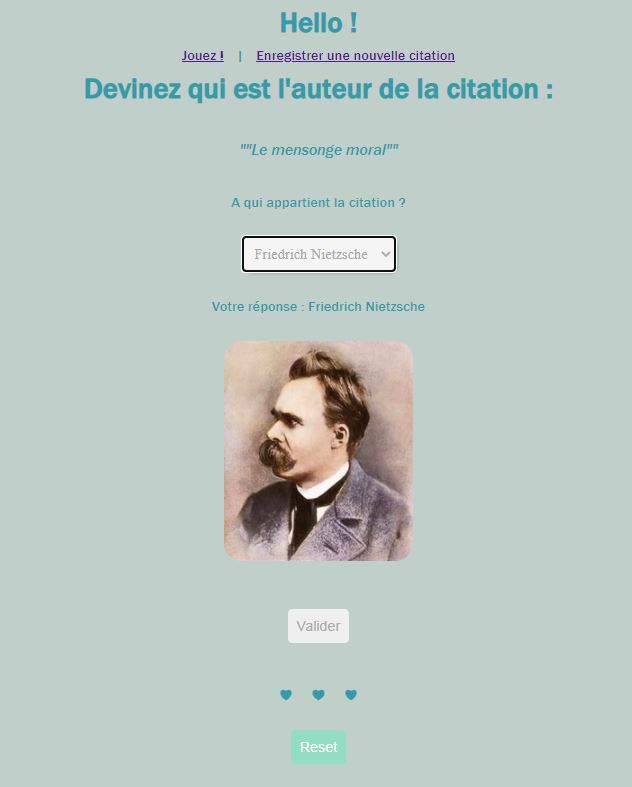 Hello !
Jouez ! | Enregistrer une nouvelle citation
Devinez qui est l'auteur de la citation :
""Le mensonge moral""
A qui appartient la citation ?
Friedrich Nietzsche
Votre réponse : Friedrich Nietzsche
Valider
Reset